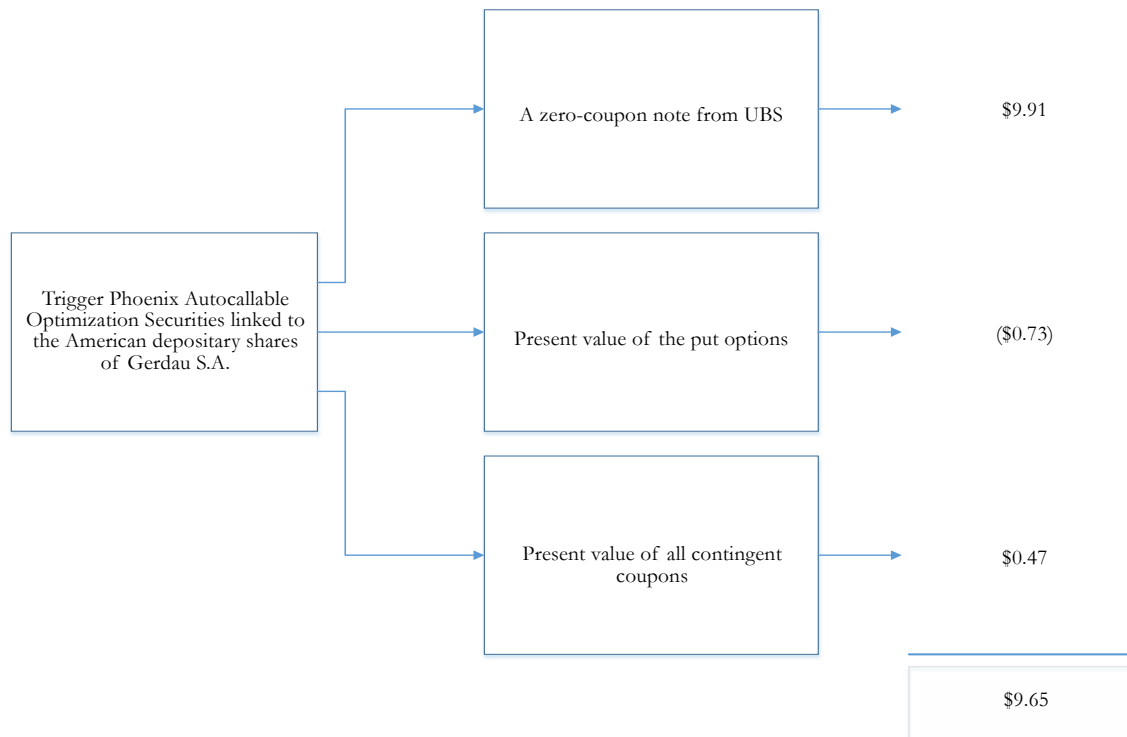 A zero-coupon note from UBS
$9.91
Trigger Phoenix Autocallable
Optimization Securities linked to
the American depositary shares
of Gerdau S.A.
Present value of the put options
($0.73)
Present value of all contingent
coupons
$0.47
$9.65